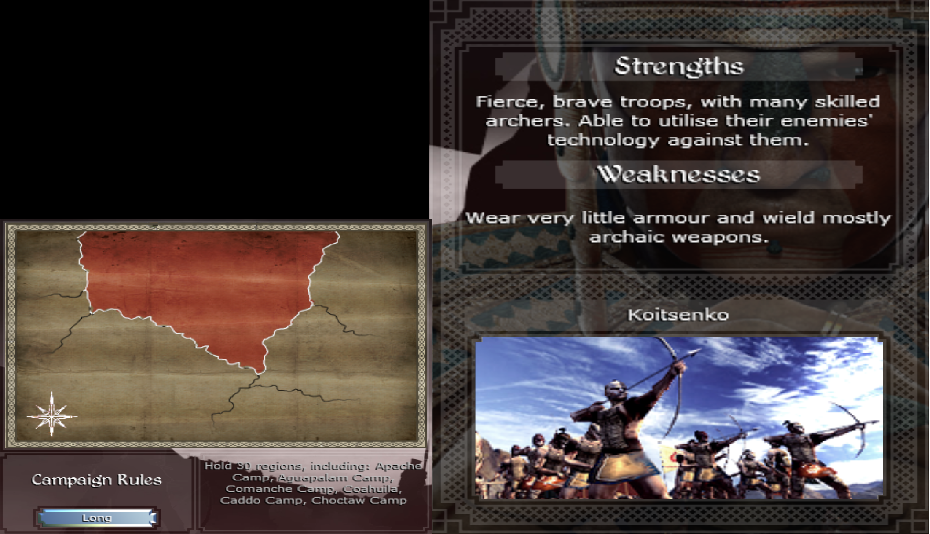 Strengths
Fierce, brave troops, with many skilled
archers. Able to utilise their enemies'
technology against them.
Weaknesses
Wear very little armour and wield mostly
archaic weapons.
Koitsenko
Campaign Rules
Long
Hold 30 regions, including: Apache
Camp, Aguapalam Camp,
Comanche Camp, Coahuila,
Caddo Camp, Choctaw Camp